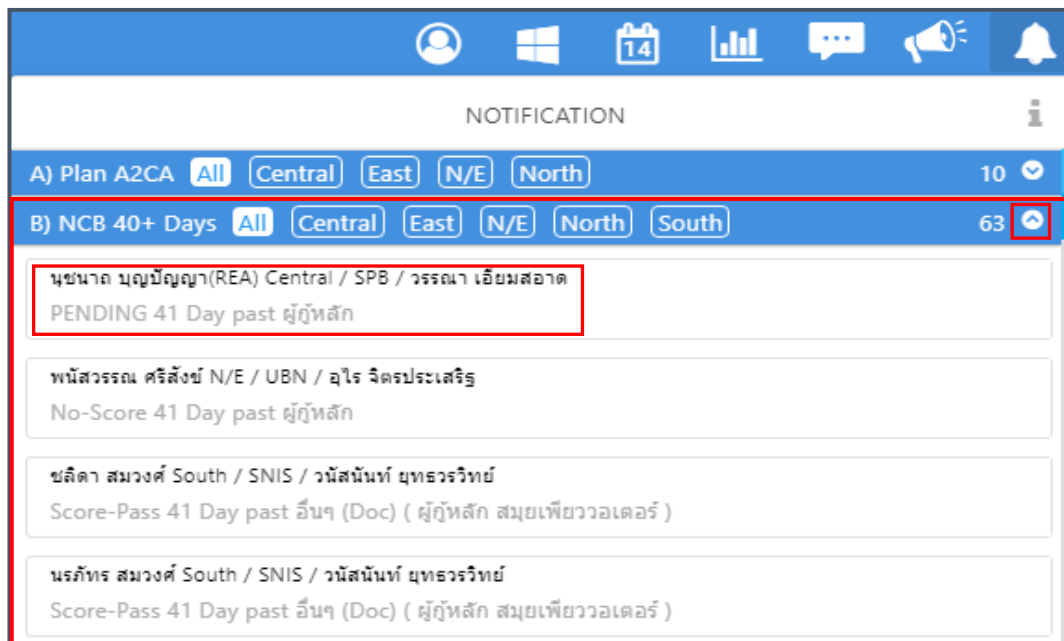 14
NOTIFICATION
A) Plan A2CA All Central East N/E North 10
B) NCB 40+ Days All Central East N/E North South 63
นุชนาถ บุญปัญญา(REA) Central / SPB / วรรณา เอี่ยมสอาด
PENDING 41 Day past ผู้กู้หลัก
พนัสวรรณ ศรีสังข์ N/E / UBN / อุไร จิตรประเสริฐ
No-Score 41 Day past ผู้กู้หลัก
ชลิดา สมวงศ์ South / SNIS / วนัสนันท์ ยุทธวรวิทย์
Score-Pass 41 Day past อื่นๆ (Doc) ( ผู้กู้หลัก สมุยเพียววอเตอร์ )
นรภัทร สมวงศ์ South / SNIS / วนัสนันท์ ยุทธวรวิทย์
Score-Pass 41 Day past อื่นๆ (Doc) ( ผู้กู้หลัก สมุยเพียววอเตอร์ )